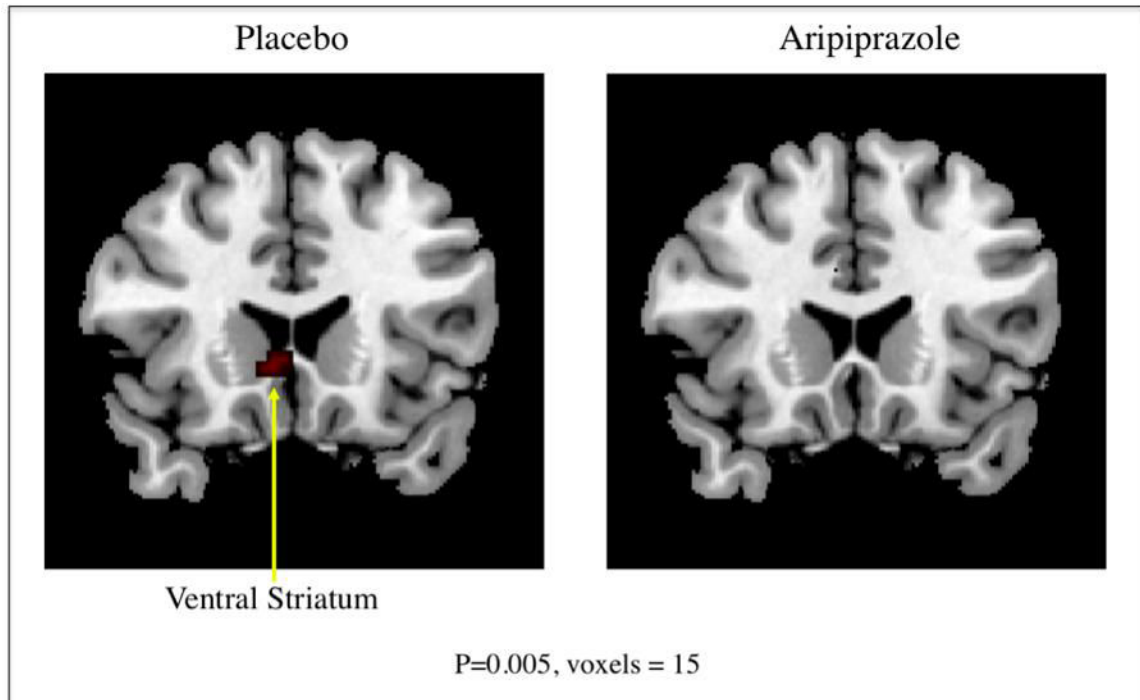 Placebo
Aripiprazole
Ventral Striatum
P=0.005, voxels = 15